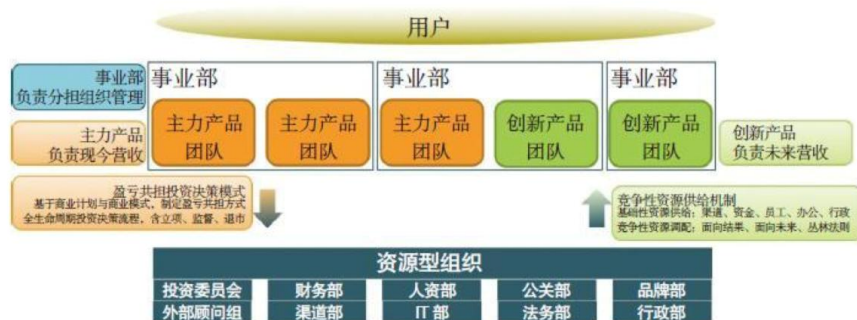 用户
事业部
负责分担组织管理
事业部
事业部
事业部
主力产品
负责现今营收
主力产品
团队
主力产品
团队
主力产品
团队
创新产品
团队
创新产品
团队
创新产品
负责未来营收
盈亏共担投资决策模式
基于商业计划与商业模式，制定盈亏共担方式
全生命周期投资决策流程，含立项、监督、退市
竞争性资源供给机制
基础性资源供给：渠道、资金、员工、办公、行政
竞争性资源调配：面向结果、面向未来、丛林法则
资源型组织
投资委员会
财务部
人资部
公关部
品牌部
外部顾问组
渠道部
IT部
法务部
行政部